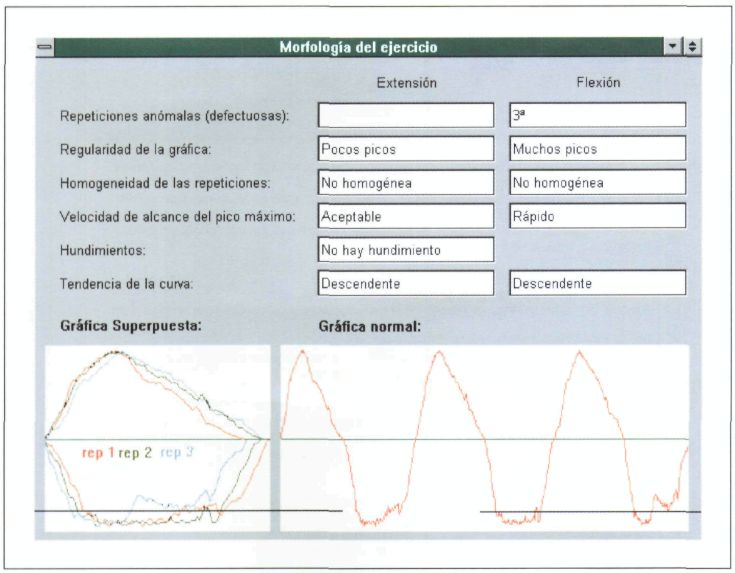 Morfología del ejercicio
Extensión Flexión
Repeticiones anómalas (defectuosas): 3ª
Regularidad de la gráfica: Pocos picos Muchos picos
Homogeneidad de las repeticiones: No homogénea No homogénea
Velocidad de alcance del pico máximo: Aceptable Rápido
Hundimientos: No hay hundimiento
Tendencia de la curva: Descendente Descendente
Gráfica Superpuesta: Gráfica normal:
rep 1 rep 2 rep 3